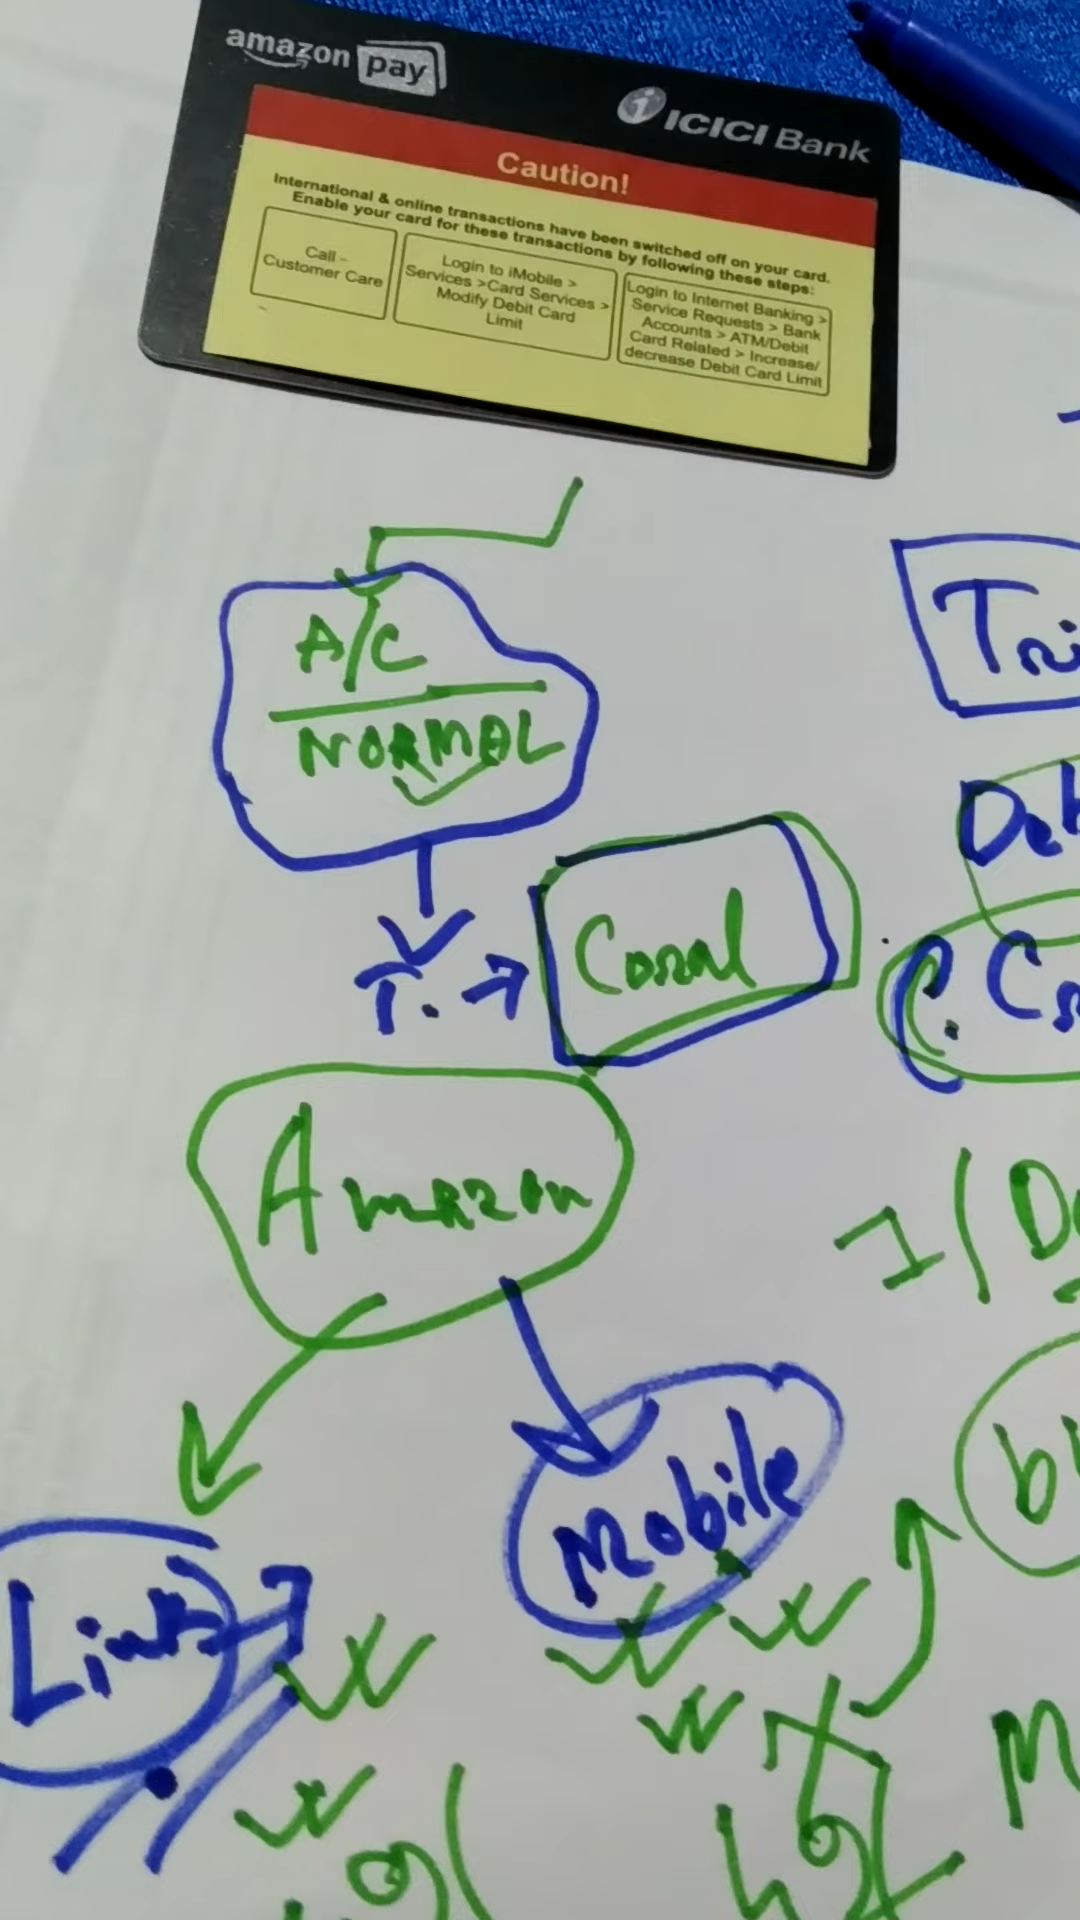 amazon pay
ICICI Bank
Caution!
International & online transactions have been switched off on your card.
Enable your card for these transactions by following these steps:
Call -
Customer Care
Login to iMobile >
Services >Card Services >
Modify Debit Card
Limit
Login to Internet Banking >
Service Requests > Bank
Accounts > ATM/Debit
Card Related > Increase/
decrease Debit Card Limit
A/C
NORMAL
T.
Coral
Amazon
Mobile
Link